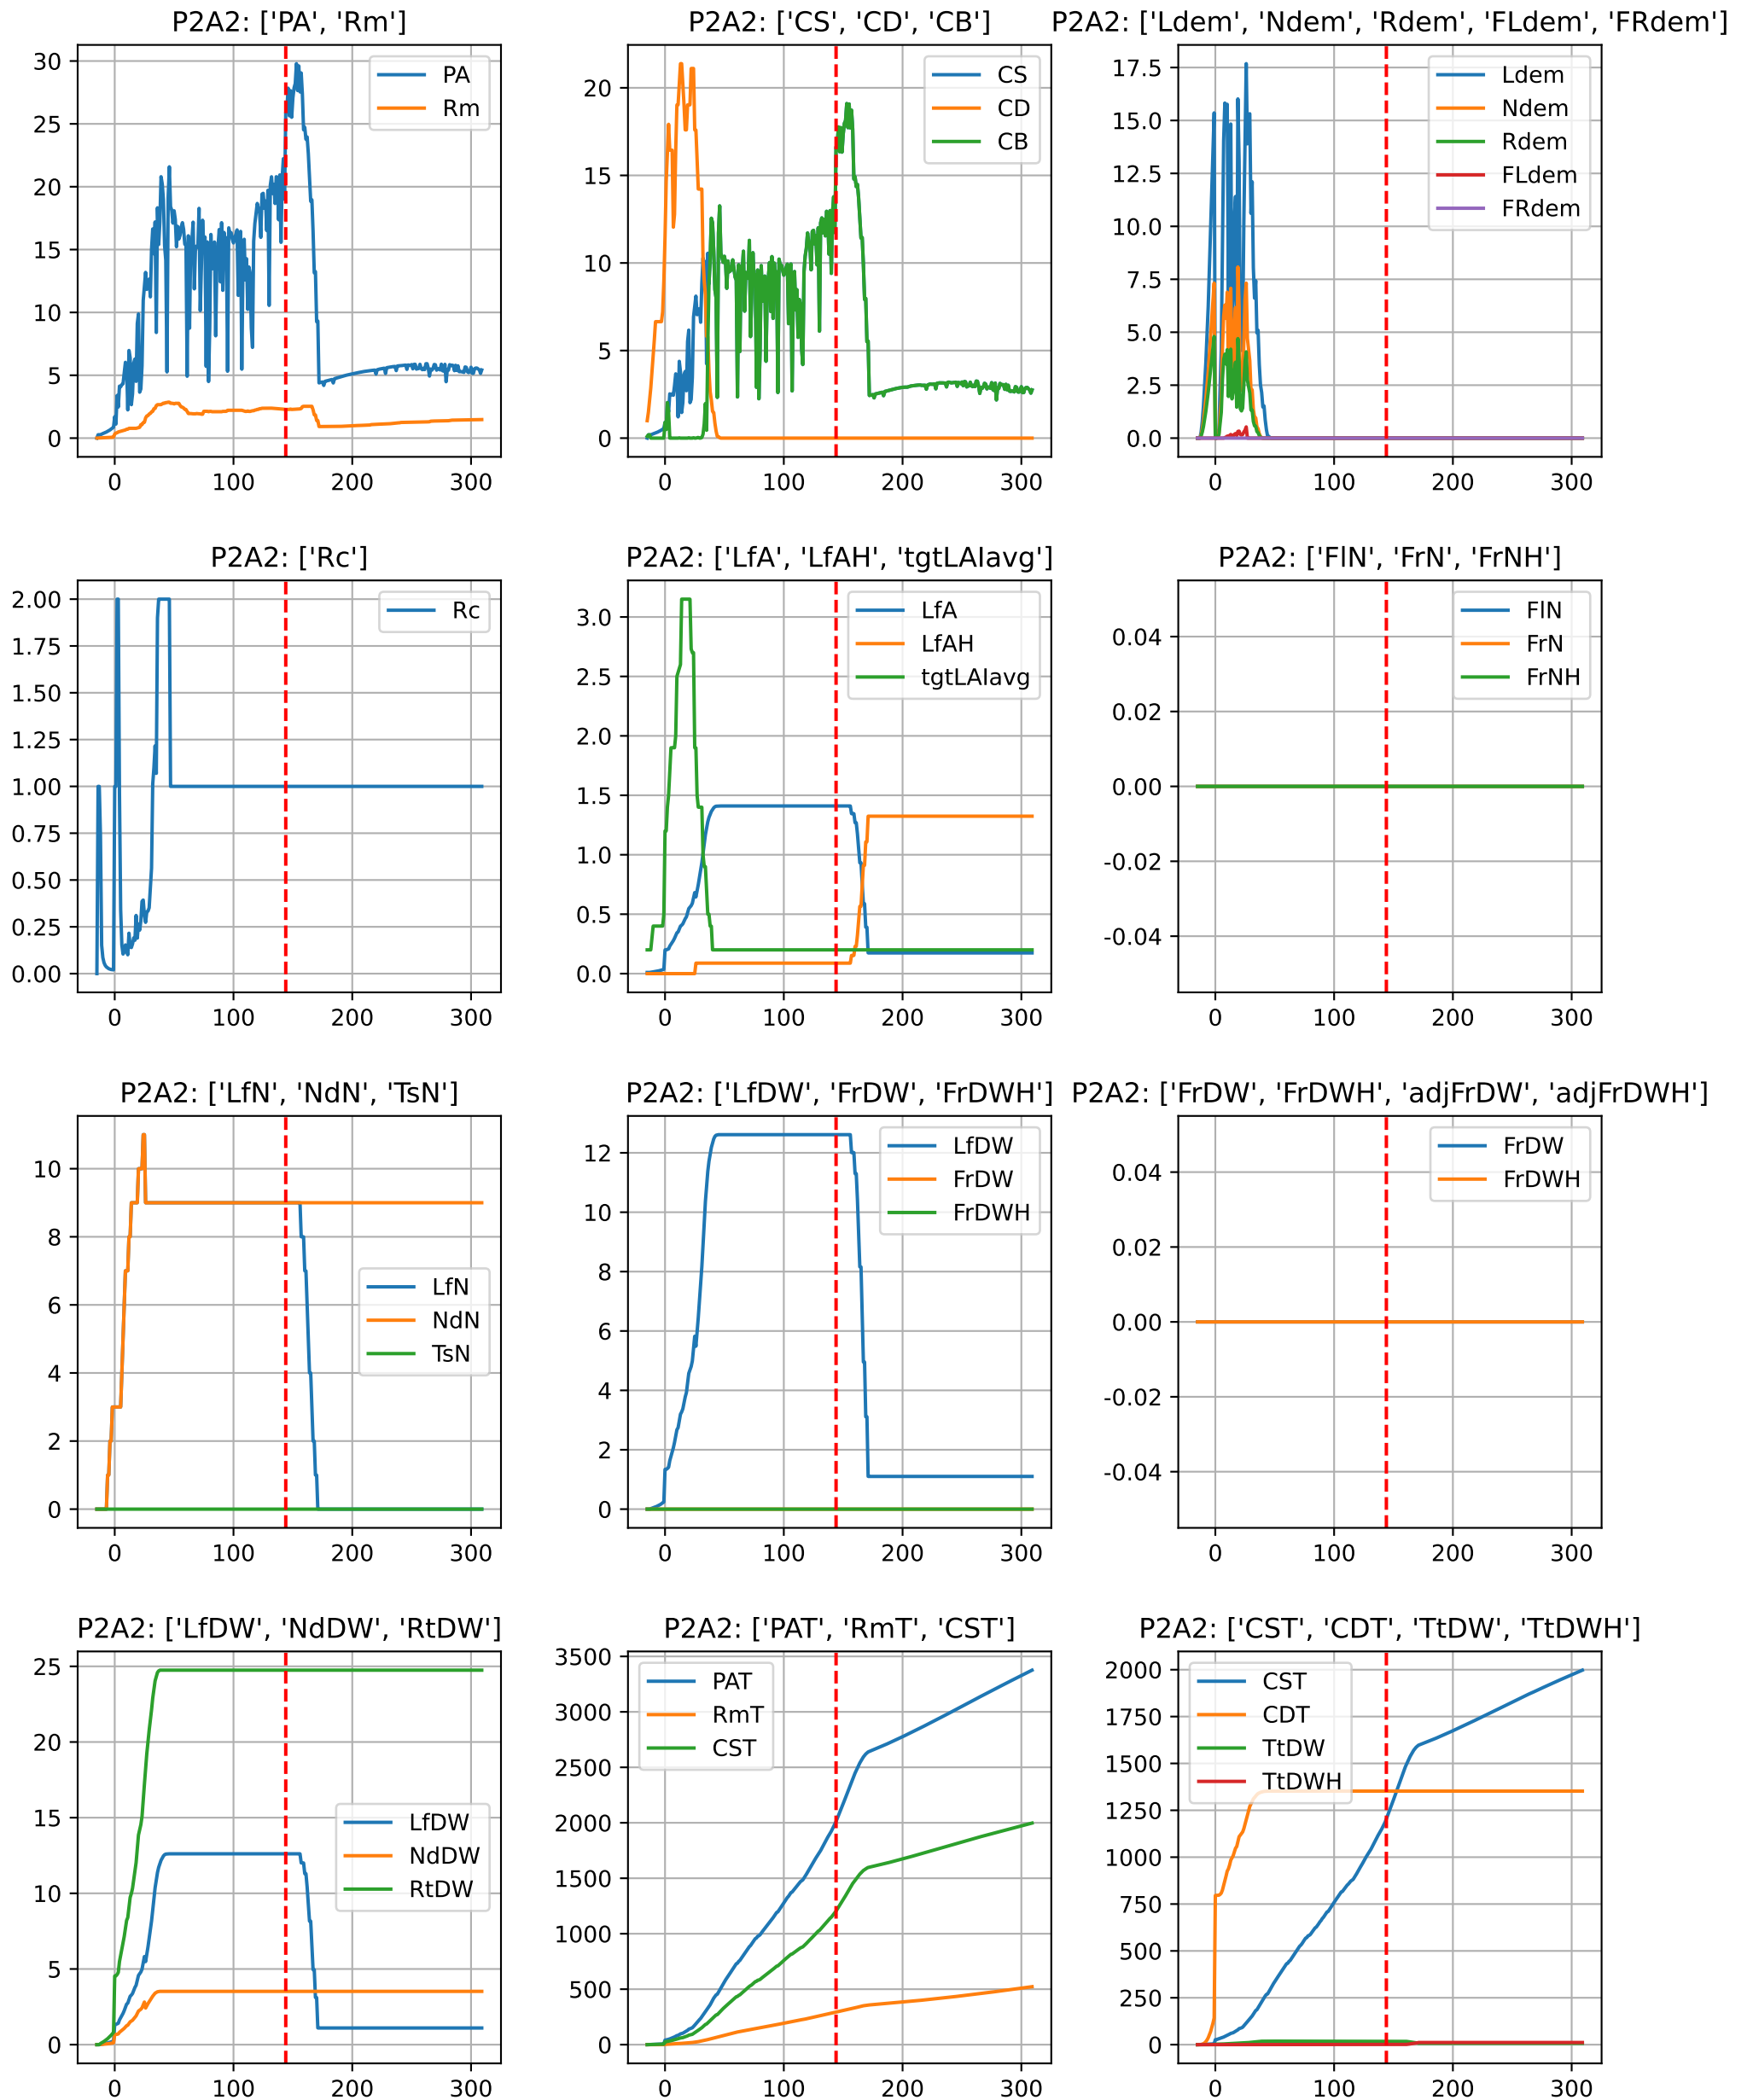 P2A2: ['PA', 'Rm']
30
25
20
15
10
5
0
0 100 200 300
PA
Rm
P2A2: ['CS', 'CD', 'CB']
20
15
10
5
0
0 100 200 300
CS
CD
CB
P2A2: ['Ldem', 'Ndem', 'Rdem', 'FLdem', 'FRdem']
17.5
15.0
12.5
10.0
7.5
5.0
2.5
0.0
0 100 200 300
Ldem
Ndem
Rdem
FLdem
FRdem
P2A2: ['Rc']
2.00
1.75
1.50
1.25
1.00
0.75
0.50
0.25
0.00
0 100 200 300
Rc
P2A2: ['LfA', 'LfAH', 'tgtLAIavg']
3.0
2.5
2.0
1.5
1.0
0.5
0.0
0 100 200 300
LfA
LfAH
tgtLAIavg
P2A2: ['FlN', 'FrN', 'FrNH']
0.04
0.02
0.00
-0.02
-0.04
0 100 200 300
FlN
FrN
FrNH
P2A2: ['LfN', 'NdN', 'TsN']
10
8
6
4
2
0
0 100 200 300
LfN
NdN
TsN
P2A2: ['LfDW', 'FrDW', 'FrDWH']
12
10
8
6
4
2
0
0 100 200 300
LfDW
FrDW
FrDWH
P2A2: ['FrDW', 'FrDWH', 'adjFrDW', 'adjFrDWH']
0.04
0.02
0.00
-0.02
-0.04
0 100 200 300
FrDW
FrDWH
P2A2: ['LfDW', 'NdDW', 'RtDW']
25
20
15
10
5
0
0 100 200 300
LfDW
NdDW
RtDW
P2A2: ['PAT', 'RmT', 'CST']
3500
3000
2500
2000
1500
1000
500
0
0 100 200 300
PAT
RmT
CST
P2A2: ['CST', 'CDT', 'TtDW', 'TtDWH']
2000
1750
1500
1250
1000
750
500
250
0
0 100 200 300
CST
CDT
TtDW
TtDWH